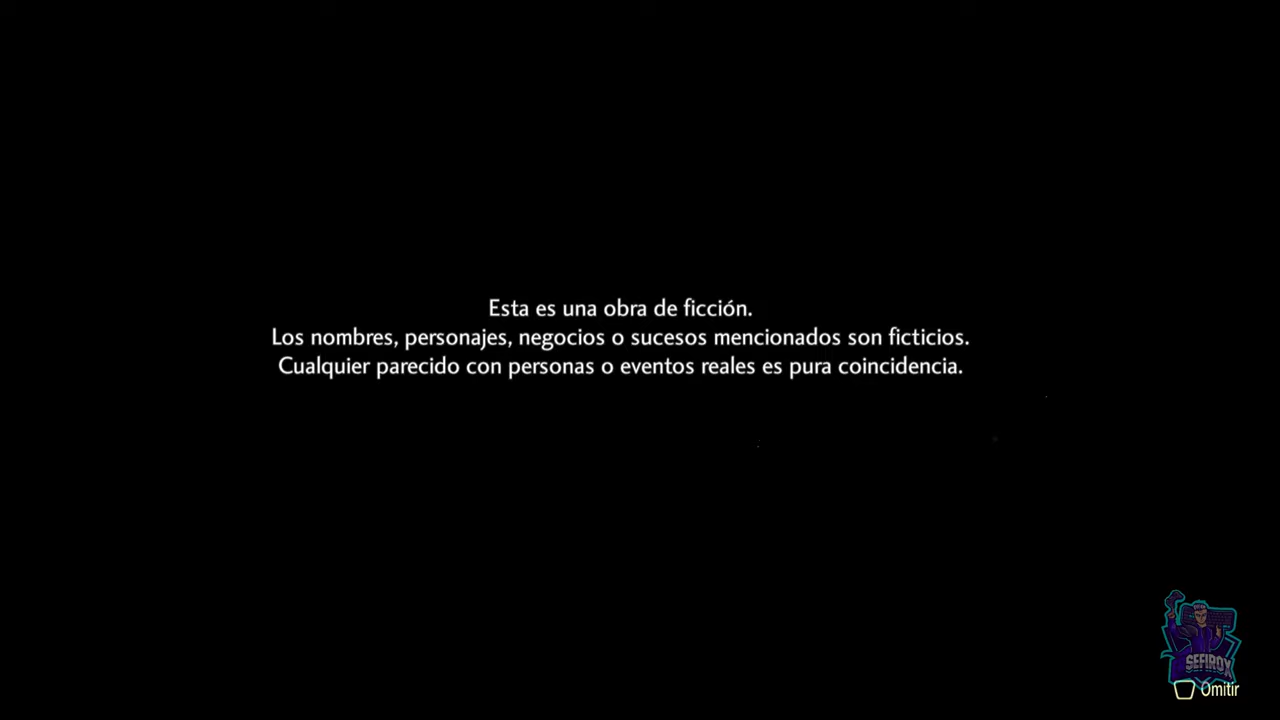 Esta es una obra de ficción.
Los nombres, personajes, negocios o sucesos mencionados son ficticios.
Cualquier parecido con personas o eventos reales es pura coincidencia.
SEFIROX
Omitir